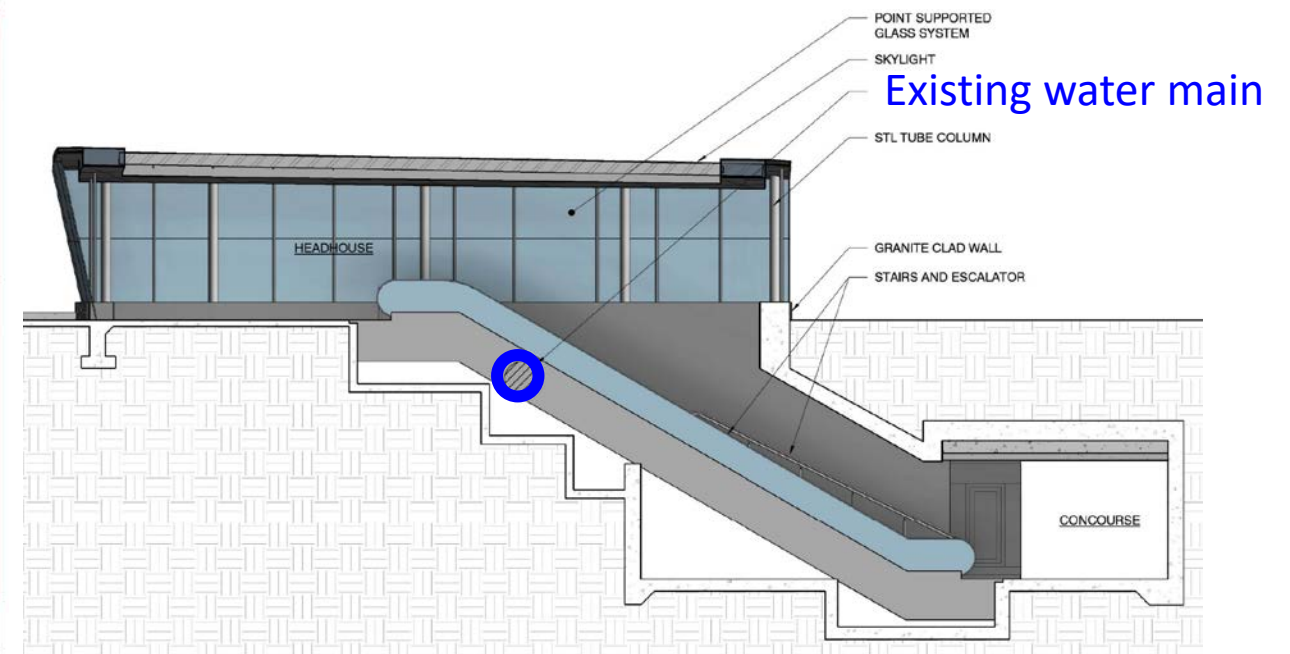 POINT SUPPORTED
GLASS SYSTEM
SKYLIGHT
Existing water main
STL TUBE COLUMN
HEADHOUSE
GRANITE CLAD WALL
STAIRS AND ESCALATOR
CONCOURSE